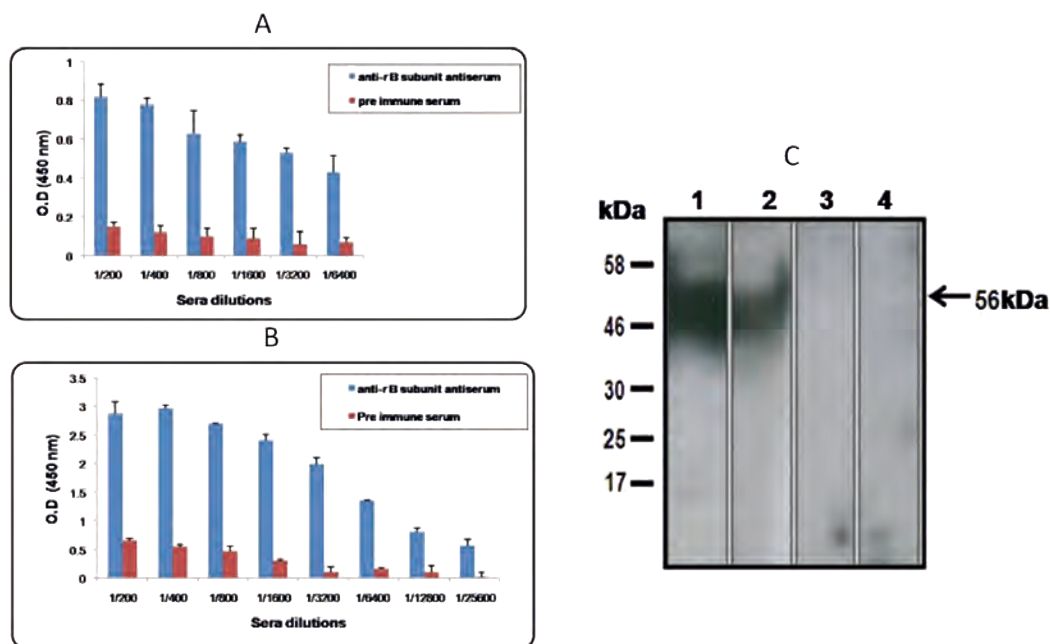 A
1
0.8
0.6
0.4
0.2
0
O.D (450 nm)
anti-rB subunit antiserum
pre immune serum
1/200 1/400 1/800 1/1600 1/3200 1/6400
Sera dilutions
B
3.5
3
2.5
2
1.5
1
0.5
0
O.D (450 nm)
anti-rB subunit antiserum
Pre immune serum
1/200 1/400 1/800 1/1600 1/3200 1/6400 1/12800 1/25600
Sera dilutions
C
1 2 3 4
kDa
58
46
30
25
17
56kDa